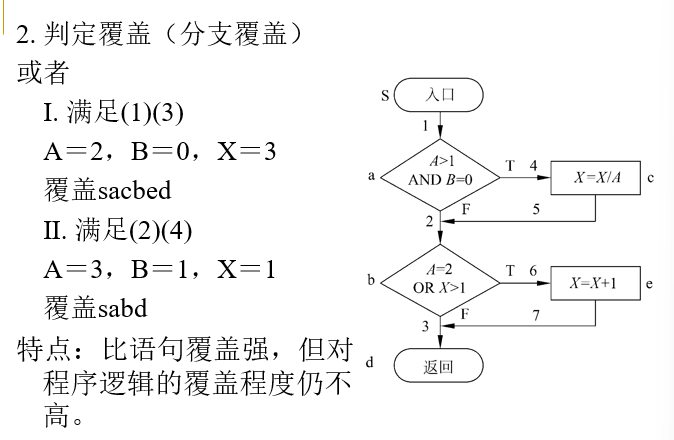 2. 判定覆盖（分支覆盖）
或者
I. 满足(1)(3)
A＝2，B＝0，X＝3
覆盖sacbed
II. 满足(2)(4)
A＝3，B＝1，X＝1
覆盖sabd
特点：比语句覆盖强，但对
程序逻辑的覆盖程度仍不
高。
S
入口
1
a
A>1
AND B=0
T 4
X=X/A
c
F
5
2
b
A=2
OR X>1
T 6
X=X+1
e
F
7
3
d
返回